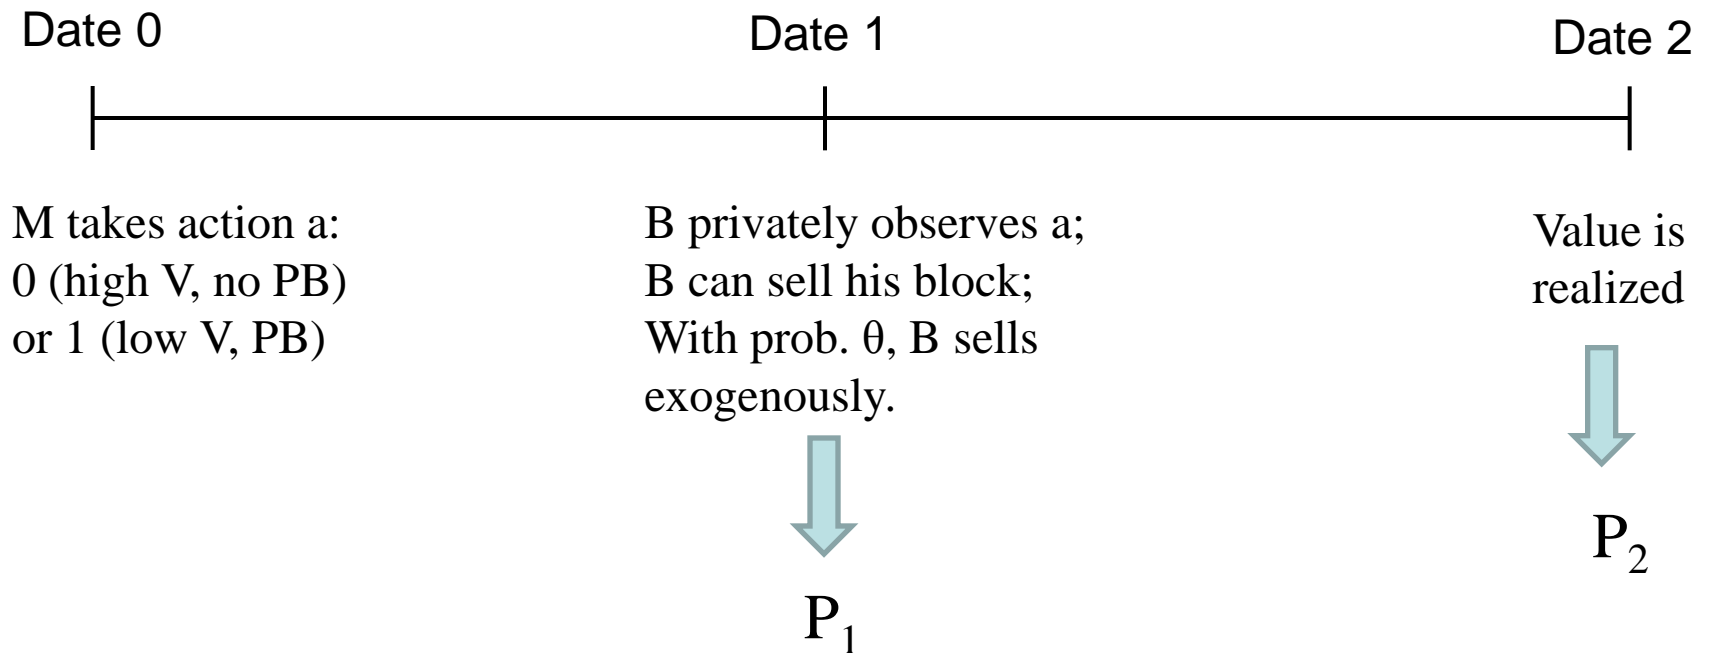 Date 0
Date 1
Date 2
M takes action a:
0 (high V, no PB)
or 1 (low V, PB)
B privately observes a;
B can sell his block;
With prob. θ, B sells
exogenously.
Value is
realized
P₁
P₂